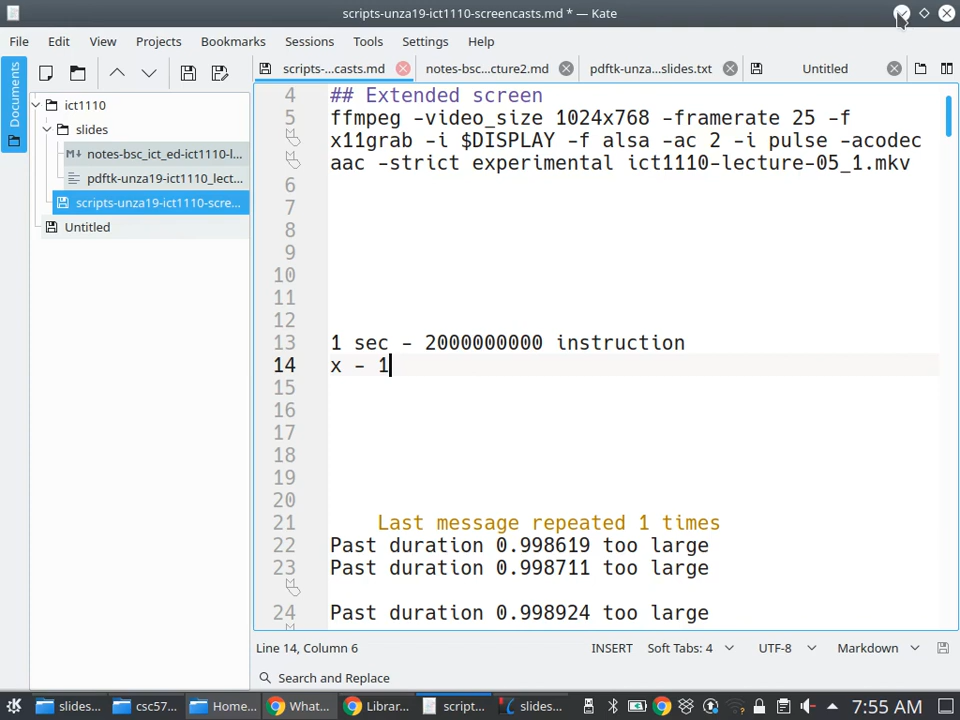 scripts-unza19-ict1110-screencasts.md * — Kate
File Edit View Projects Bookmarks Sessions Tools Settings Help
Documents
scripts-...casts.md notes-bsc...cture2.md pdftk-unza...slides.txt Untitled
ict1110
slides
notes-bsc_ict_ed-ict1110-l...
pdftk-unza19-ict1110_lect...
scripts-unza19-ict1110-scre...
Untitled
4 ## Extended screen
5 ffmpeg -video_size 1024x768 -framerate 25 -f
x11grab -i $DISPLAY -f alsa -ac 2 -i pulse -acodec
aac -strict experimental ict1110-lecture-05_1.mkv
6
7
8
9
10
11
12
13 1 sec - 2000000000 instruction
14 x - 1
15
16
17
18
19
20
21 Last message repeated 1 times
22 Past duration 0.998619 too large
23 Past duration 0.998711 too large
24 Past duration 0.998924 too large
Line 14, Column 6 INSERT Soft Tabs: 4 UTF-8 Markdown
Search and Replace
slides... csc57... Home... What... Librar... script... slides... 7:55 AM